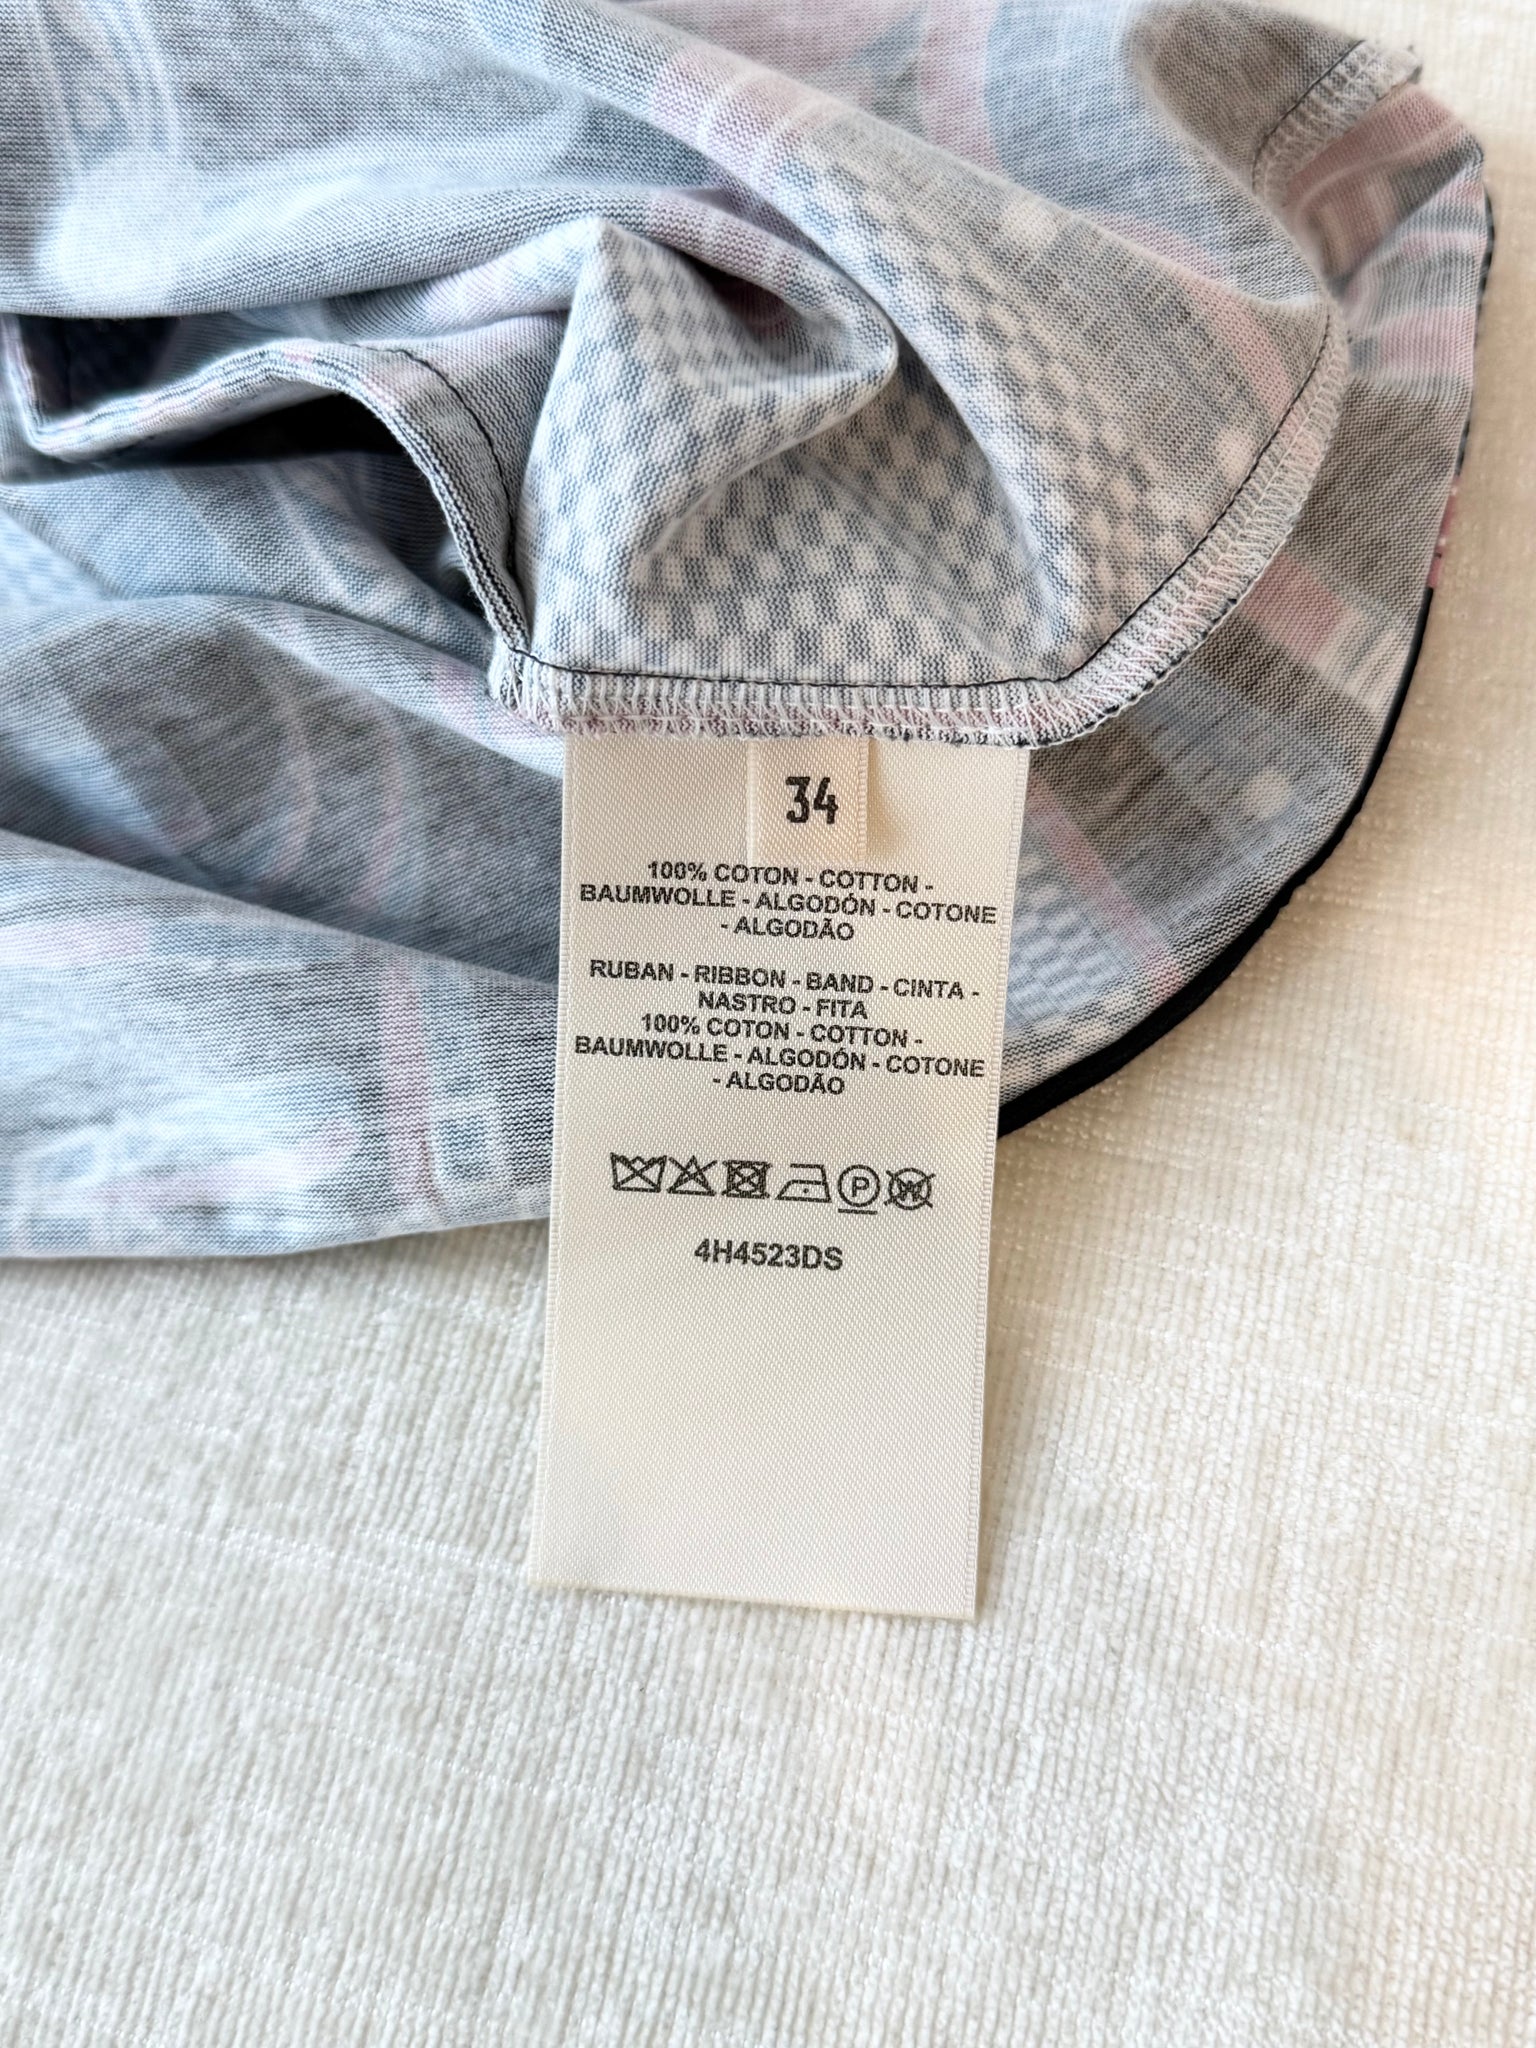 34
100% COTON - COTTON -
BAUMWOLLE - ALGODÓN - COTONE
- ALGODÃO
RUBAN - RIBBON - BAND - CINTA -
NASTRO - FITA
100% COTON - COTTON -
BAUMWOLLE - ALGODÓN - COTONE
- ALGODÃO
P W
4H4523DS